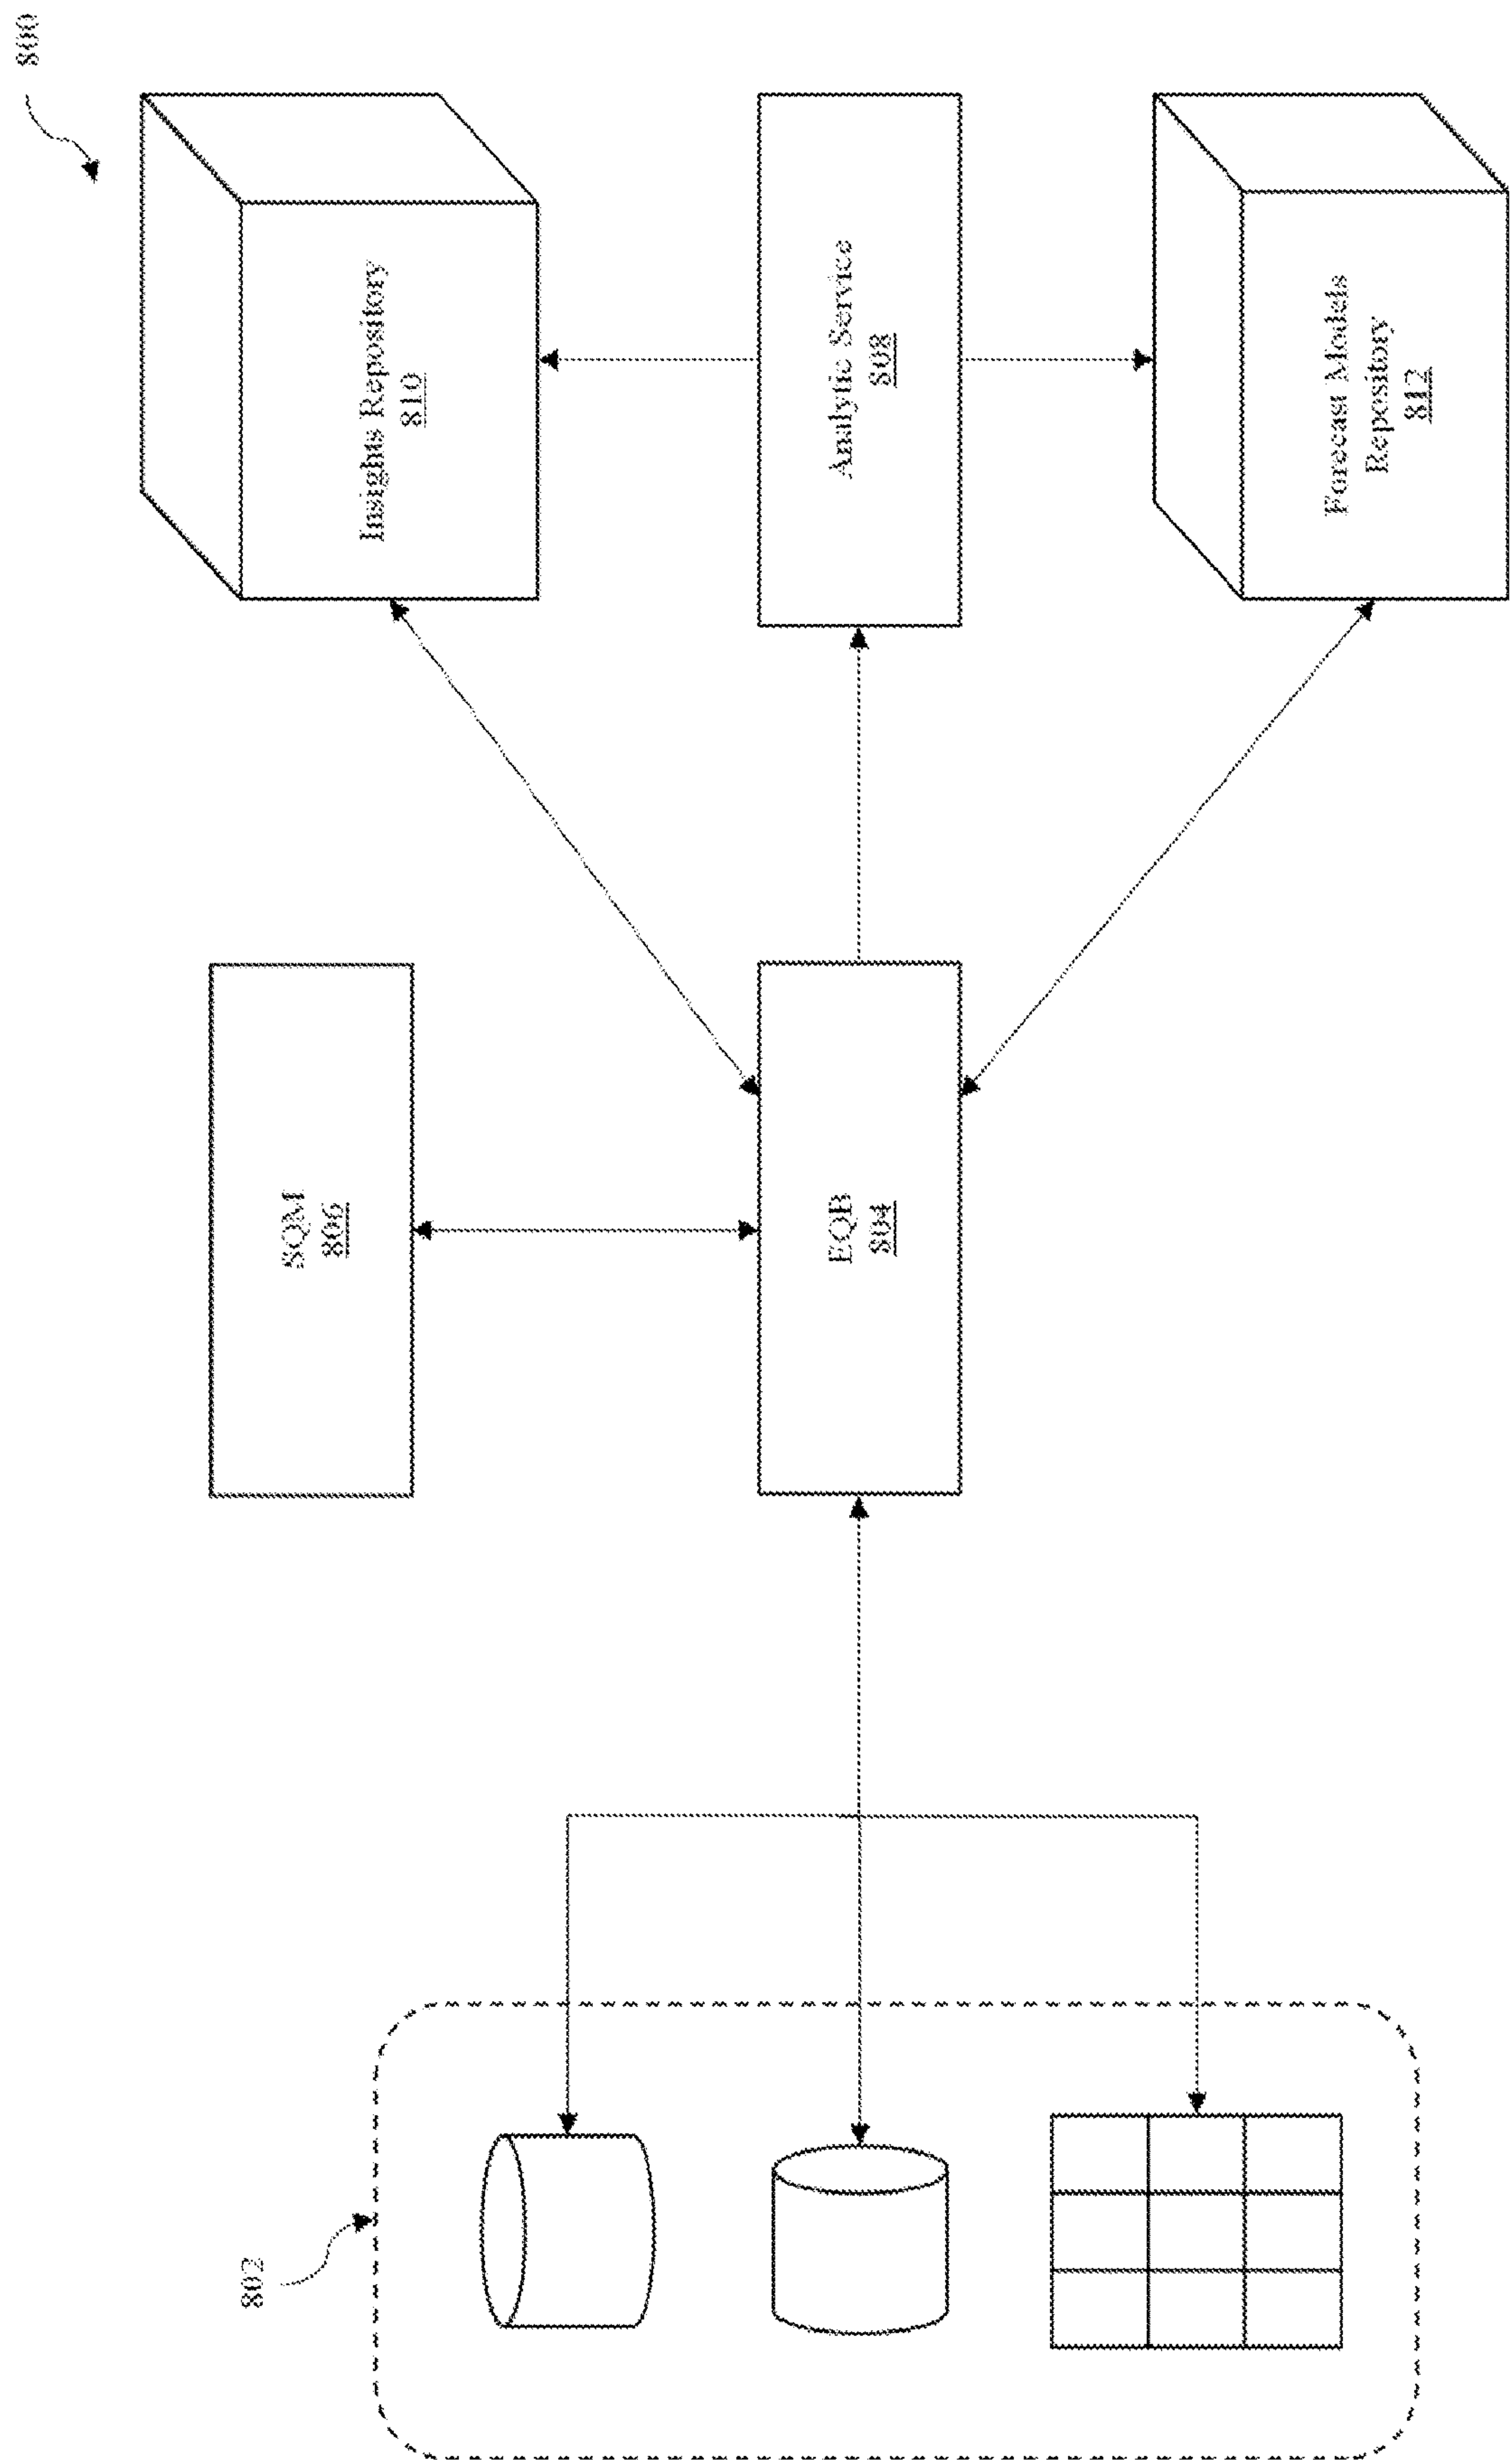 800
Insights Repository
810
Analytic Service
808
Forecast Models
Repository
812
SQM
806
EQB
804
802